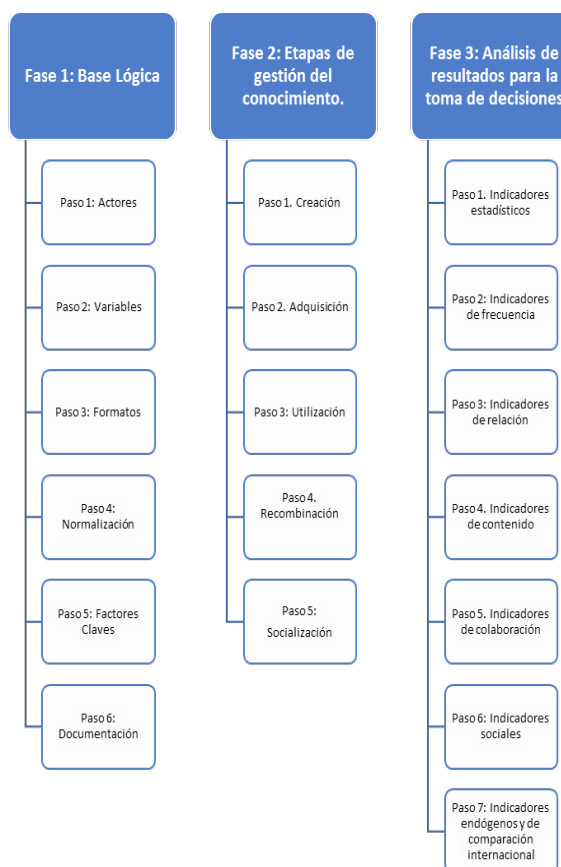 Fase 1: Base Lógica
Paso 1: Actores
Paso 2: Variables
Paso 3: Formatos
Paso 4:
Normalización
Paso 5: Factores
Claves
Paso 6:
Documentación
Fase 2: Etapas de
gestión del
conocimiento.
Paso 1. Creación
Paso 2. Adquisición
Paso 3: Utilización
Paso 4.
Recombinación
Paso 5:
Socialización
Fase 3: Análisis de
resultados para la
toma de decisiones
Paso 1. Indicadores
estadísticos
Paso 2: Indicadores
de frecuencia
Paso 3: Indicadores
de relación
Paso 4. Indicadores
de contenido
Paso 5. Indicadores
de colaboración
Paso 6: Indicadores
sociales
Paso 7: Indicadores
endógenos y de
comparación
internacional